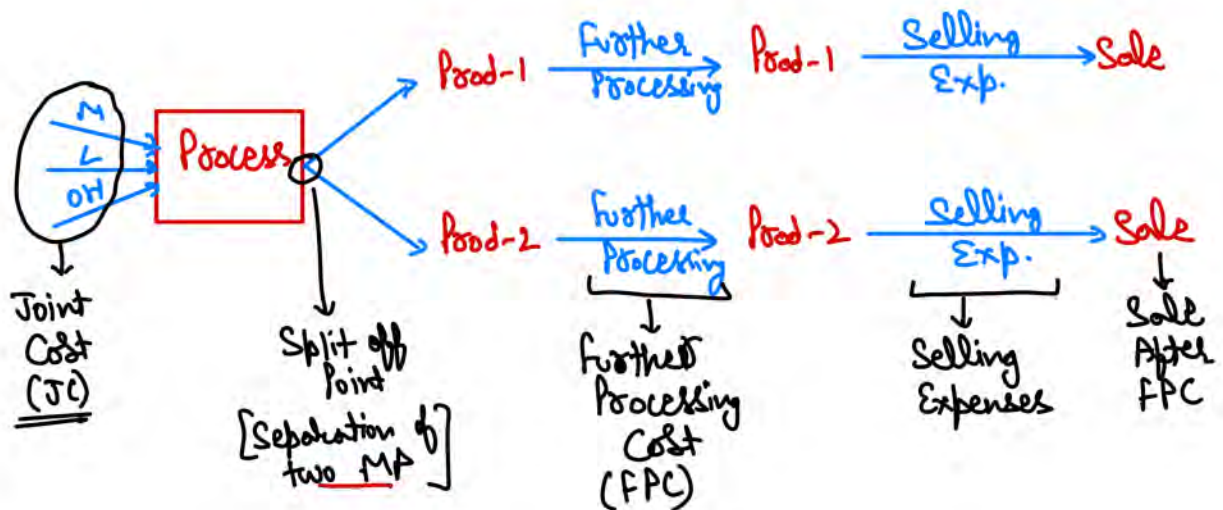 Prod-1
Further
Processing
Prod-1
Selling
Exp.
Sale
M
L
OH
Process
Prod-2
Further
Processing
Prod-2
Selling
Exp.
Sale
Joint
Cost
(JC)
Split off
Point
[Separation of
two MP]
Further
Processing
Cost
(FPC)
Selling
Expenses
Sale
After
FPC